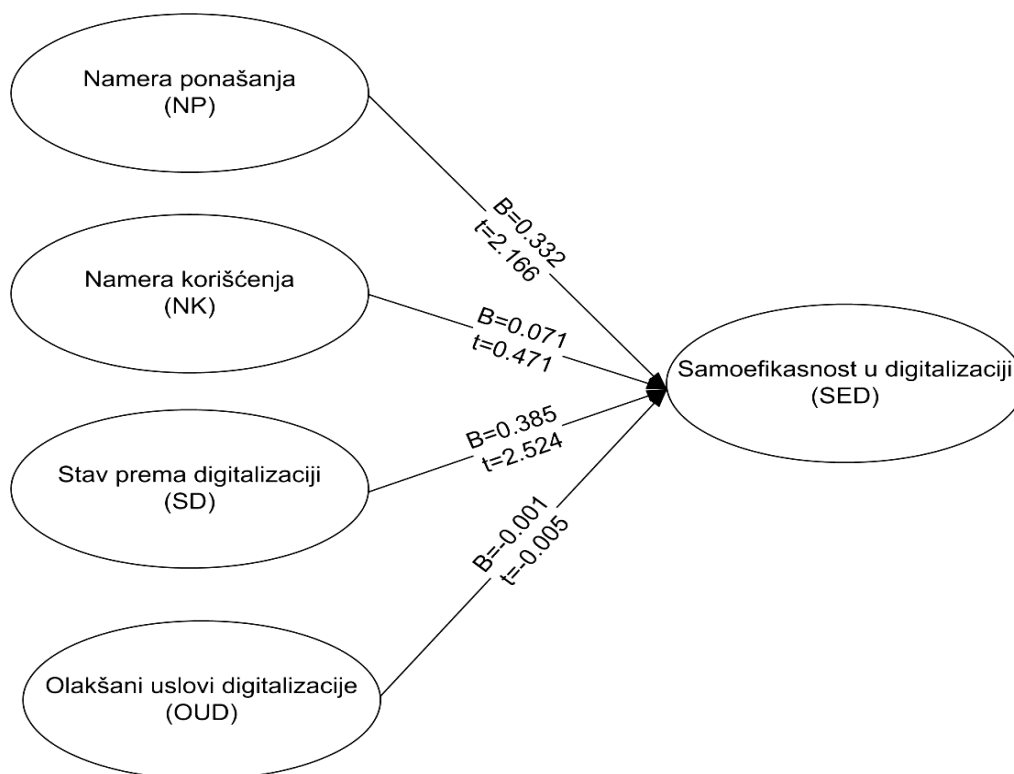 Namera ponašanja
(NP)
B=0.332
t=2.166
Namera korišćenja
(NK)
B=0.071
t=0.471
Samoefikasnost u digitalizaciji
(SED)
Stav prema digitalizaciji
(SD)
B=0.385
t=2.524
Olakšani uslovi digitalizacije
(OUD)
B=-0.001
t=-0.005